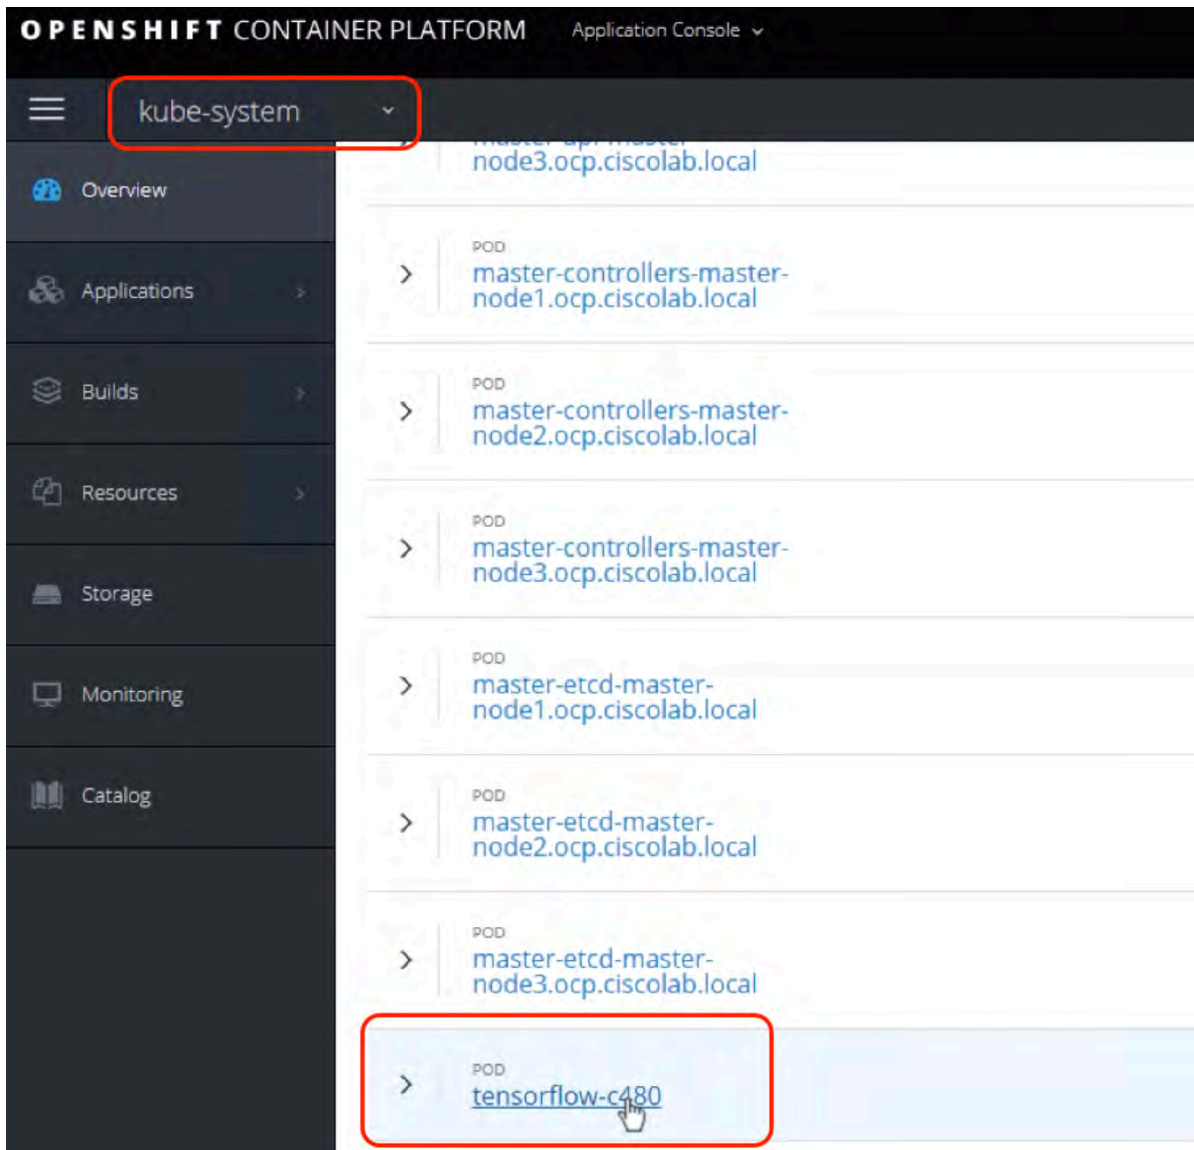 OPENSHIFT CONTAINER PLATFORM
Application Console
kube-system
Overview
Applications
Builds
Resources
Storage
Monitoring
Catalog
node3.ocp.ciscolab.local
POD
master-controllers-master-
node1.ocp.ciscolab.local
POD
master-controllers-master-
node2.ocp.ciscolab.local
POD
master-controllers-master-
node3.ocp.ciscolab.local
POD
master-etcd-master-
node1.ocp.ciscolab.local
POD
master-etcd-master-
node2.ocp.ciscolab.local
POD
master-etcd-master-
node3.ocp.ciscolab.local
POD
tensorflow-c480